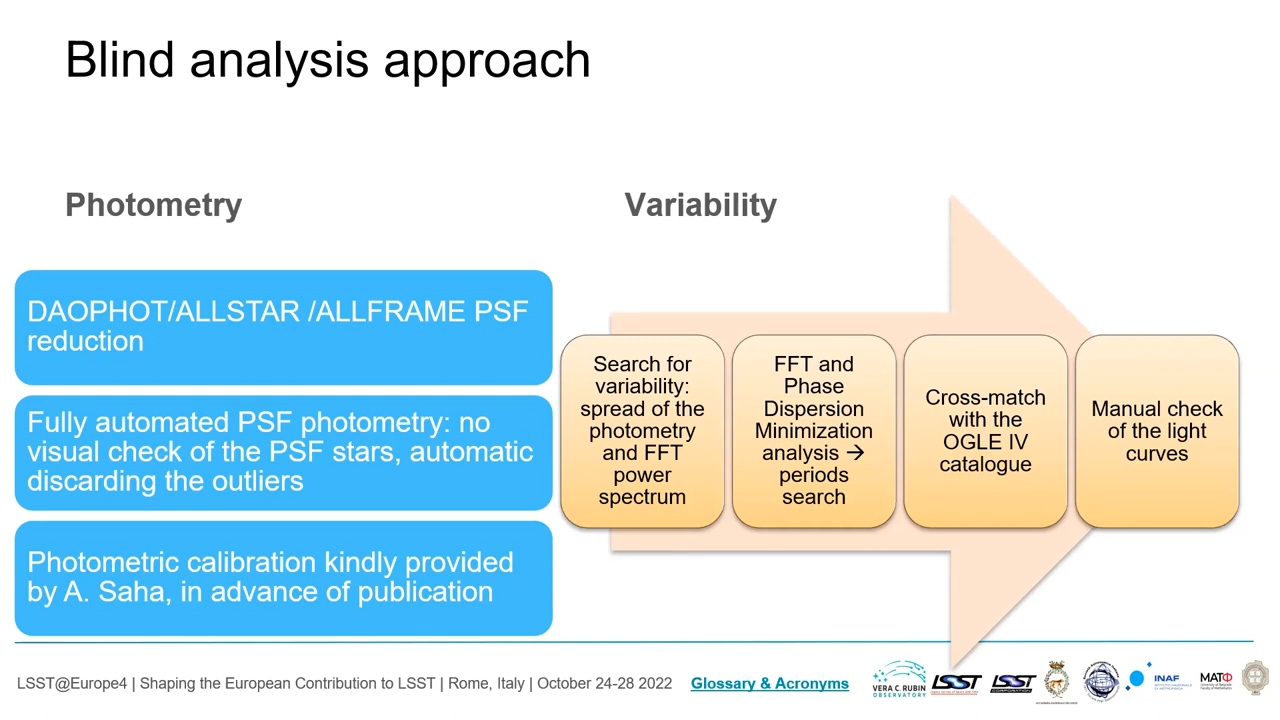 Blind analysis approach
Photometry
Variability
DAOPHOT/ALLSTAR /ALLFRAME PSF
reduction
Fully automated PSF photometry: no
visual check of the PSF stars, automatic
discarding the outliers
Photometric calibration kindly provided
by A. Saha, in advance of publication
Search for
variability:
spread of the
photometry
and FFT
power
spectrum
FFT and
Phase
Dispersion
Minimization
analysis →
periods
search
Cross-match
with the
OGLE IV
catalogue
Manual check
of the light
curves
LSST@Europe4 | Shaping the European Contribution to LSST | Rome, Italy | October 24-28 2022
Glossary & Acronyms
VERA C. RUBIN
OBSERVATORY
LSST
LSST
CORPORATION
INAF